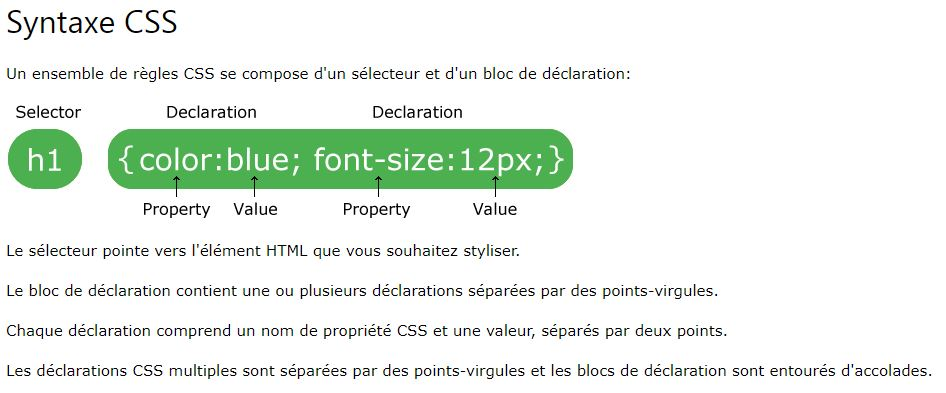 Syntaxe CSS
Un ensemble de règles CSS se compose d'un sélecteur et d'un bloc de déclaration:
Selector Declaration Declaration
h1 {color:blue; font-size:12px;}
Property Value Property Value
Le sélecteur pointe vers l'élément HTML que vous souhaitez styliser.
Le bloc de déclaration contient une ou plusieurs déclarations séparées par des points-virgules.
Chaque déclaration comprend un nom de propriété CSS et une valeur, séparés par deux points.
Les déclarations CSS multiples sont séparées par des points-virgules et les blocs de déclaration sont entourés d'accolades.